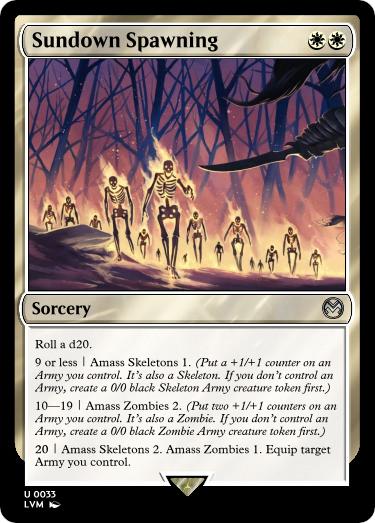 Sundown Spawning
Sorcery
Roll a d20.
9 or less | Amass Skeletons 1. (Put a +1/+1 counter on an
Army you control. It's also a Skeleton. If you don't control an
Army, create a 0/0 black Skeleton Army creature token first.)
10—19 | Amass Zombies 2. (Put two +1/+1 counters on an
Army you control. It's also a Zombie. If you don't control an
Army, create a 0/0 black Zombie Army creature token first.)
20 | Amass Skeletons 2. Amass Zombies 1. Equip target
Army you control.
U 0033
LVM